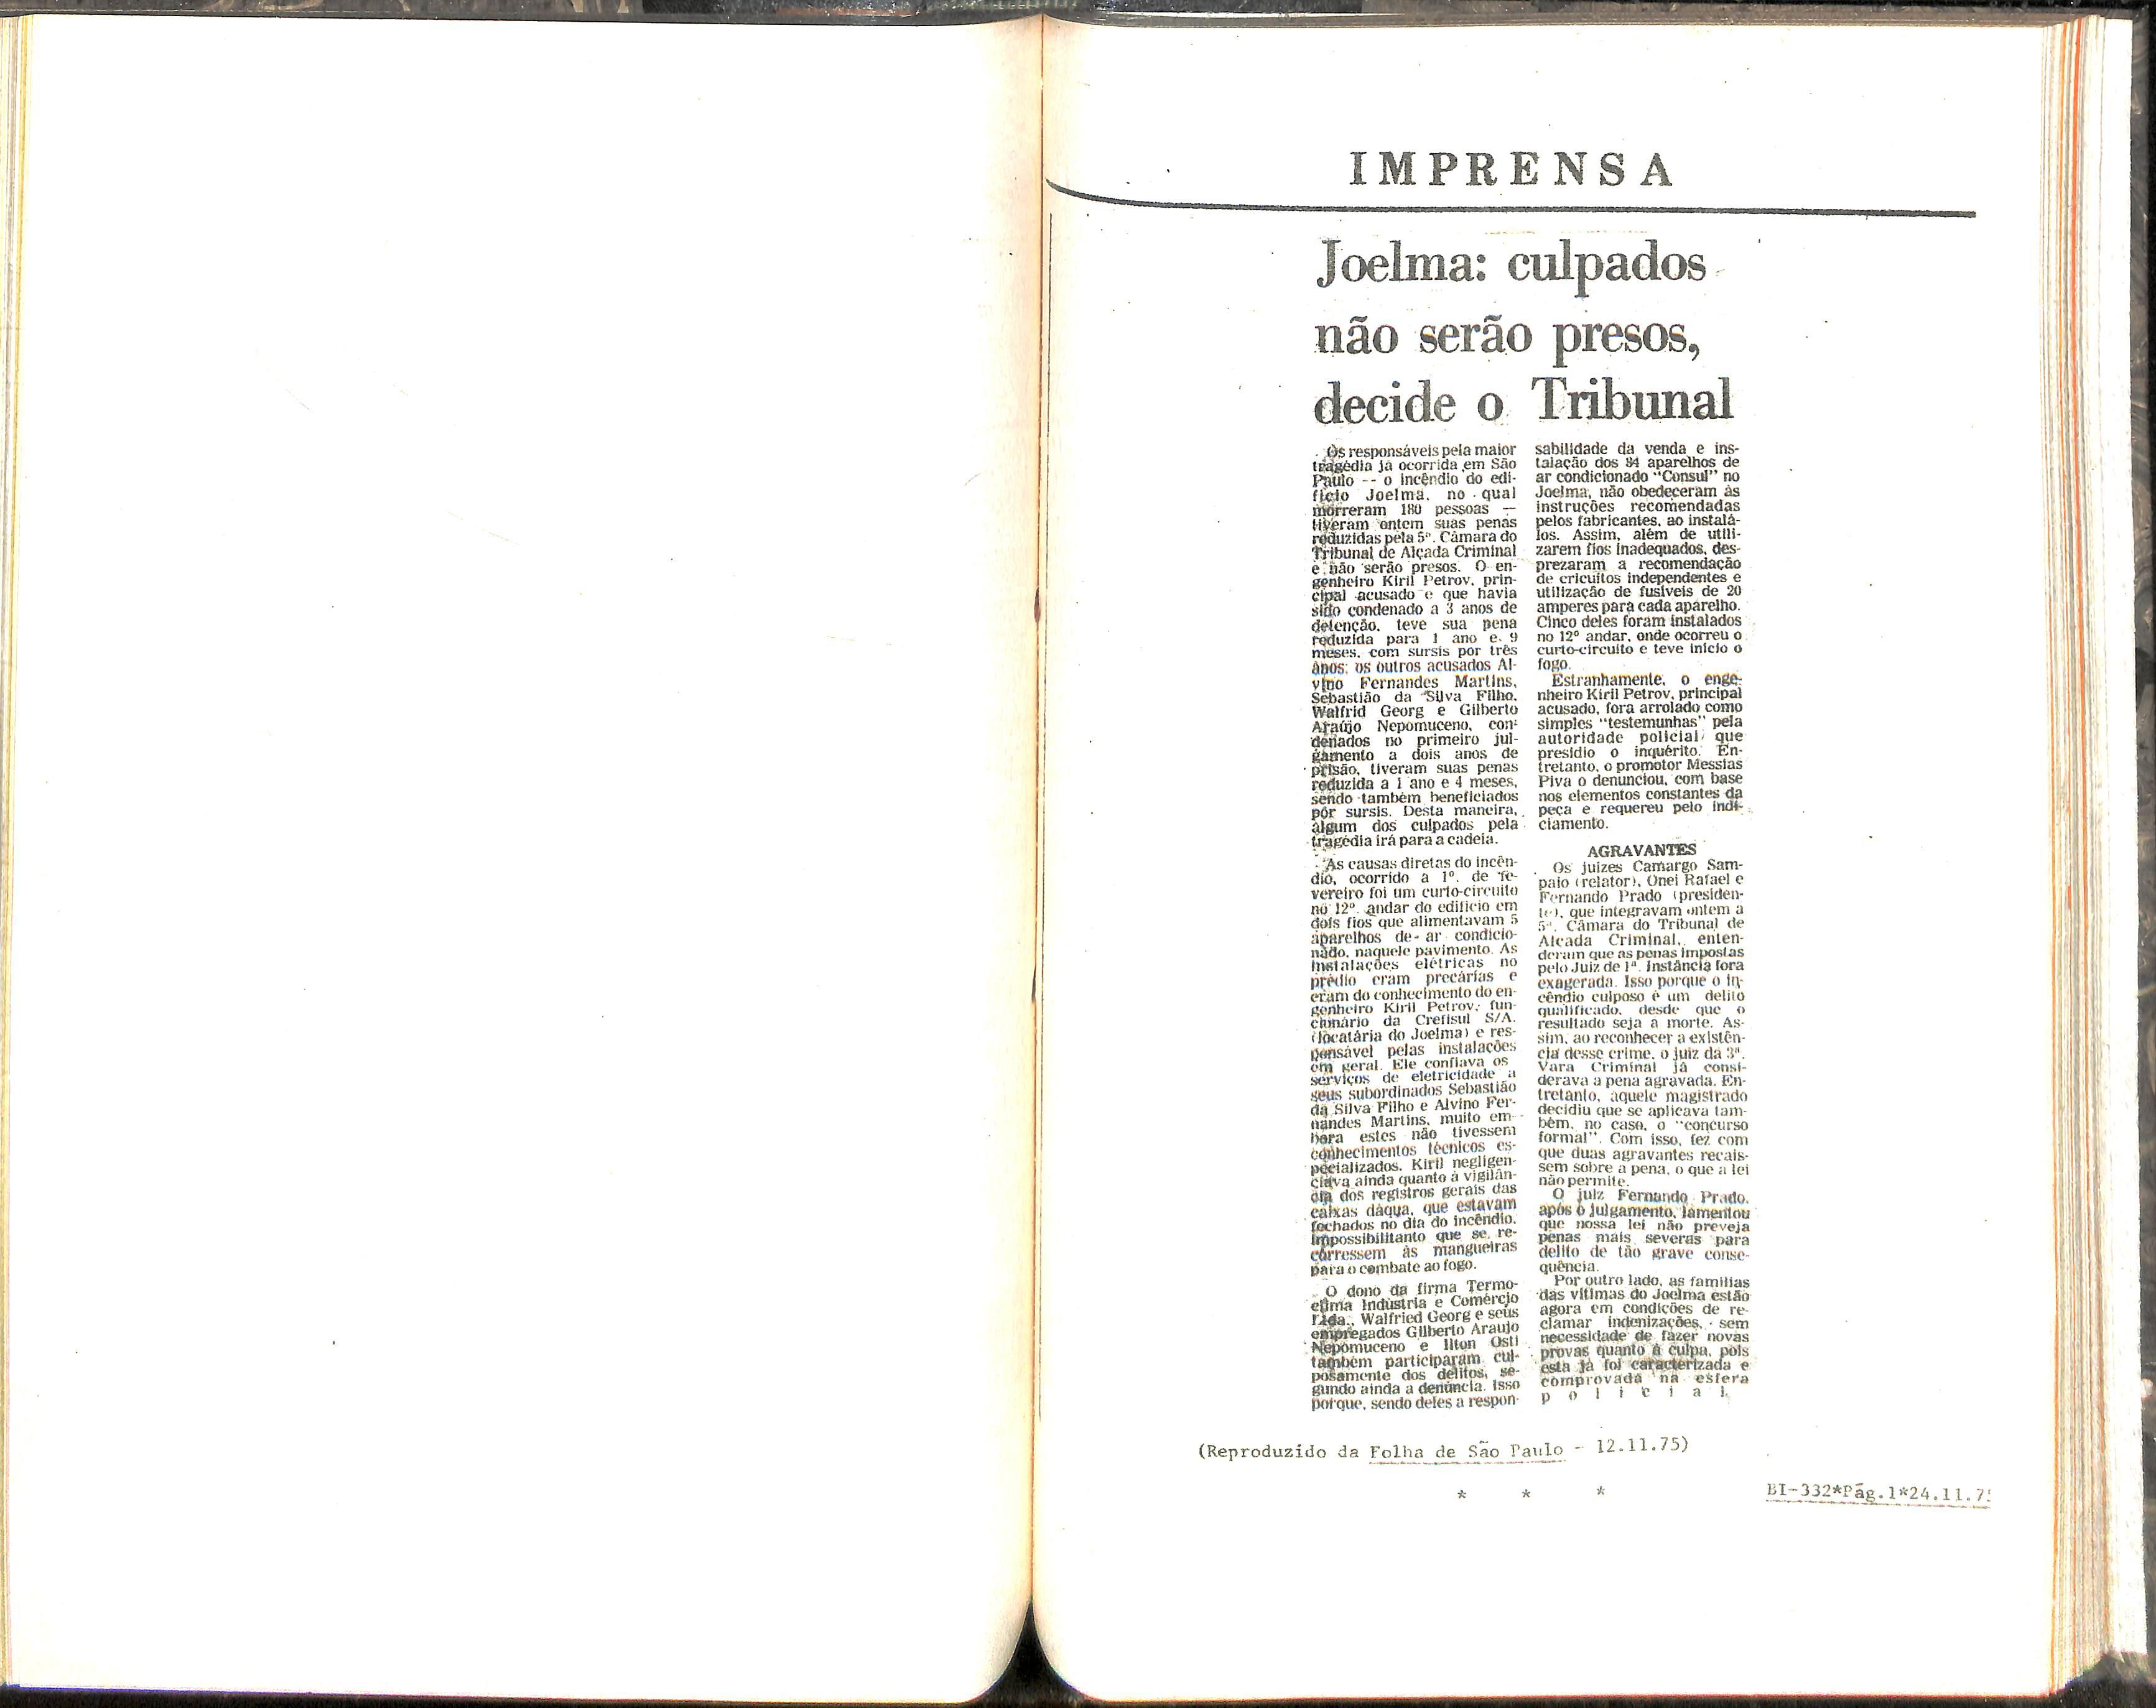 IMPRENSA
Joelma: culpados
não serão presos,
decide o Tribunal
Os responsáveis pela maior
tragédia já ocorrida em São
Paulo -- o incêndio do edi-
fício Joelma, no qual
morreram 180 pessoas —
tiveram ontem suas penas
reduzidas pela 5ª. Câmara do
Tribunal de Alçada Criminal
e não serão presos. O en-
genheiro Kiril Petrov, prin-
cipal acusado e que havia
sido condenado a 3 anos de
detenção, teve sua pena
reduzida para 1 ano e 9
meses, com sursis por três
anos; os outros acusados Al-
vino Fernandes Martins,
Sebastião da Silva Filho,
Walfrid Georg e Gilberto
Araújo Nepomuceno, con-
denados no primeiro jul-
gamento a dois anos de
prisão, tiveram suas penas
reduzida a 1 ano e 4 meses,
sendo também beneficiados
por sursis. Desta maneira,
algum dos culpados pela
tragédia irá para a cadeia.
As causas diretas do incên-
dio, ocorrido a 1º. de fe-
vereiro foi um curto-circuito
no 12º. andar do edifício em
dois fios que alimentavam 5
aparelhos de ar condicio-
nado, naquele pavimento. As
instalações elétricas no
prédio eram precárias e
eram do conhecimento do en-
genheiro Kiril Petrov, fun-
cionário da Crefisul S/A.
(locatária do Joelma) e res-
ponsável pelas instalações
em geral. Ele confiava os
serviços de eletricidade a
seus subordinados Sebastião
da Silva Filho e Alvino Fer-
nandes Martins, muito em-
bora estes não tivessem
conhecimentos técnicos es-
pecializados. Kiril negligen-
ciava ainda quanto à vigilân-
cia dos registros gerais das
caixas dáqua, que estavam
fechados no dia do incêndio,
impossibilitanto que se re-
corressem às mangueiras
para o combate ao fogo.
O dono da firma Termo-
clima Indústria e Comércio
Ltda., Walfried Georg e seus
empregados Gilberto Araujo
Nepomuceno e Ilton Osti
também participaram cul-
posamente dos delitos, se-
gundo ainda a denúncia. Isso
porque, sendo deles a respon-
sabilidade da venda e ins-
talação dos 84 aparelhos de
ar condicionado "Consul" no
Joelma, não obedeceram às
instruções recomendadas
pelos fabricantes, ao instalá-
los. Assim, além de utili-
zarem fios inadequados, des-
prezaram a recomendação
de cricuitos independentes e
utilização de fusíveis de 20
amperes para cada aparelho.
Cinco deles foram instalados
no 12º andar, onde ocorreu o
curto-circuito e teve início o
fogo.
Estranhamente, o enge-
nheiro Kiril Petrov, principal
acusado, fora arrolado como
simples "testemunhas" pela
autoridade policial que
presidio o inquérito. En-
tretanto, o promotor Messias
Piva o denunciou, com base
nos elementos constantes da
peça e requereu pelo indi-
ciamento.
AGRAVANTES
Os juízes Camargo Sam-
paio (relator), Onei Rafael e
Fernando Prado (presiden-
te), que integravam ontem a
5ª. Câmara do Tribunal de
Alcada Criminal, enten-
deram que as penas impostas
pelo Juiz de 1ª. Instância fora
exagerada. Isso porque o in-
cêndio culposo é um delito
qualificado, desde que o
resultado seja a morte. As-
sim, ao reconhecer a existên-
cia desse crime, o juiz da 3ª.
Vara Criminal já consi-
derava a pena agravada. En-
tretanto, aquele magistrado
decidiu que se aplicava tam-
bém, no caso, o "concurso
formal". Com isso, fez com
que duas agravantes recais-
sem sobre a pena, o que a lei
não permite.
O juiz Fernando Prado,
após o julgamento, lamentou
que nossa lei não preveja
penas mais severas para
delito de tão grave conse-
quência.
Por outro lado, as famílias
das vítimas do Joelma estão
agora em condições de re-
clamar indenizações, sem
necessidade de fazer novas
provas quanto à culpa, pois
esta já foi caracterizada e
comprovada na esfera
p o l i c i a l.
(Reproduzido da Folha de São Paulo - 12.11.75)
* * *
BI-332*Pág.1*24.11.75